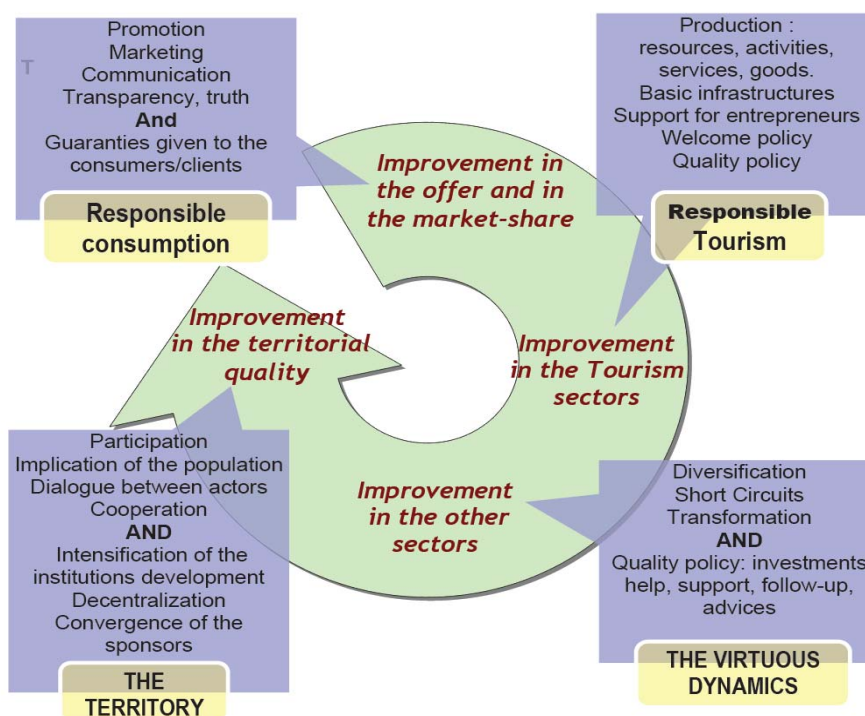 Promotion
Marketing
T
Communication
Transparency, truth
And
Guaranties given to the
consumers/clients
Responsible
consumption
Production :
resources, activities,
services, goods.
Basic infrastructures
Support for entrepreneurs
Welcome policy
Quality policy
Responsible
Tourism
Improvement in
the offer and in
the market-share
Improvement
in the territorial
quality
Improvement
in the Tourism
sectors
Improvement
in the other
sectors
Participation
Implication of the population
Dialogue between actors
Cooperation
AND
Intensification of the
institutions development
Decentralization
Convergence of the
sponsors
THE
TERRITORY
Diversification
Short Circuits
Transformation
AND
Quality policy: investments
help, support, follow-up,
advices
THE VIRTUOUS
DYNAMICS